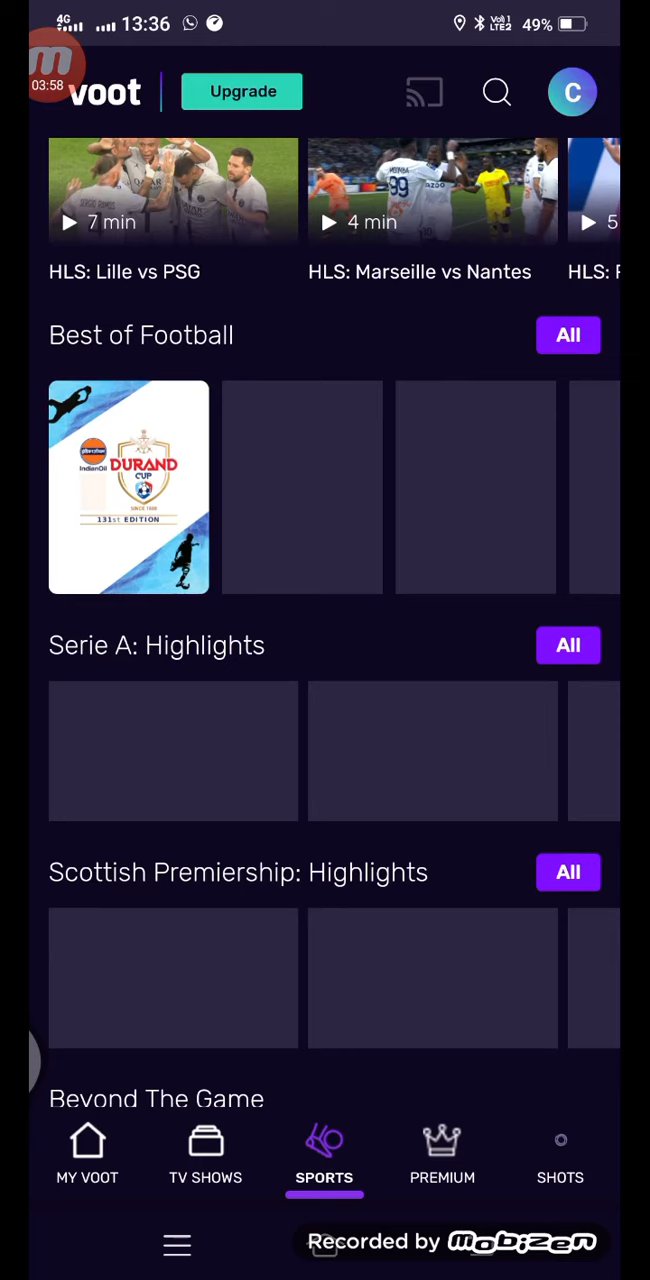 4G 13:36 Vo)) 1 LTE2 49%
m
03:58 voot Upgrade C
7 min 4 min 5
HLS: Lille vs PSG HLS: Marseille vs Nantes HLS: F
Best of Football All
IndianOil DURAND
CUP
131st EDITION
Serie A: Highlights All
Scottish Premiership: Highlights All
Beyond The Game
MY VOOT TV SHOWS SPORTS PREMIUM SHOTS
Recorded by mobizen